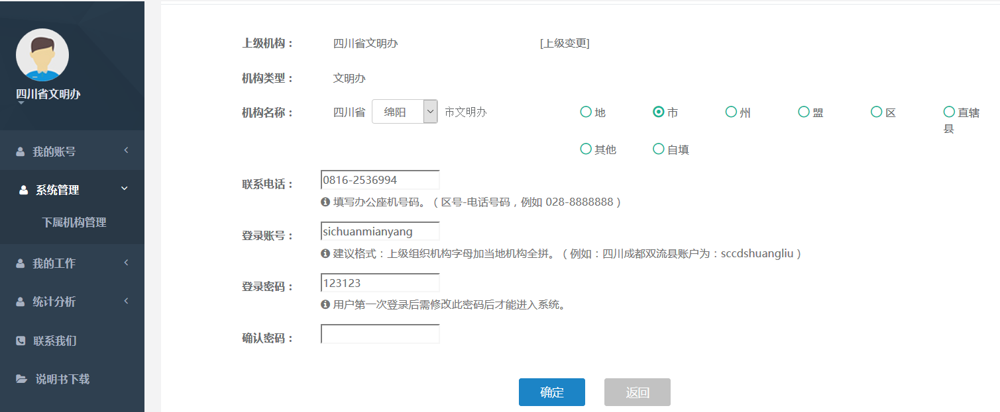 四川省文明办
我的账号
系统管理
下属机构管理
我的工作
统计分析
联系我们
说明书下载
上级机构： 四川省文明办 [上级变更]
机构类型： 文明办
机构名称： 四川省 绵阳 市文明办 地 市 州 盟 区 直辖
县
其他 自填
联系电话： 0816-2536994
填写办公座机号码。（区号-电话号码，例如 028-8888888）
登录账号： sichuanmianyang
建议格式：上级组织机构字母加当地机构全拼。（例如：四川成都双流县账户为：sccdshuangliu）
登录密码： 123123
用户第一次登录后需修改此密码后才能进入系统。
确认密码：
确定 返回